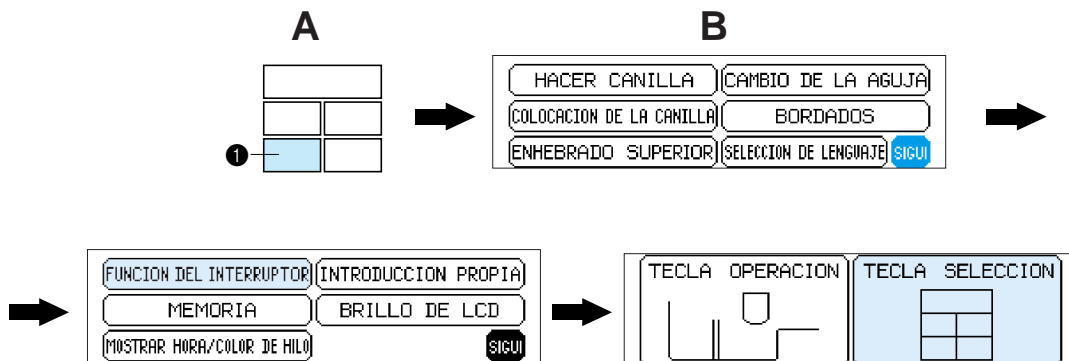 A B
❶
HACER CANILLA CAMBIO DE LA AGUJA
COLOCACION DE LA CANILLA BORDADOS
ENHEBRADO SUPERIOR SELECCION DE LENGUAJE SIGUI
FUNCION DEL INTERRUPTOR INTRODUCCION PROPIA
MEMORIA BRILLO DE LCD
MOSTRAR HORA/COLOR DE HILO SIGUI
TECLA OPERACION TECLA SELECCION